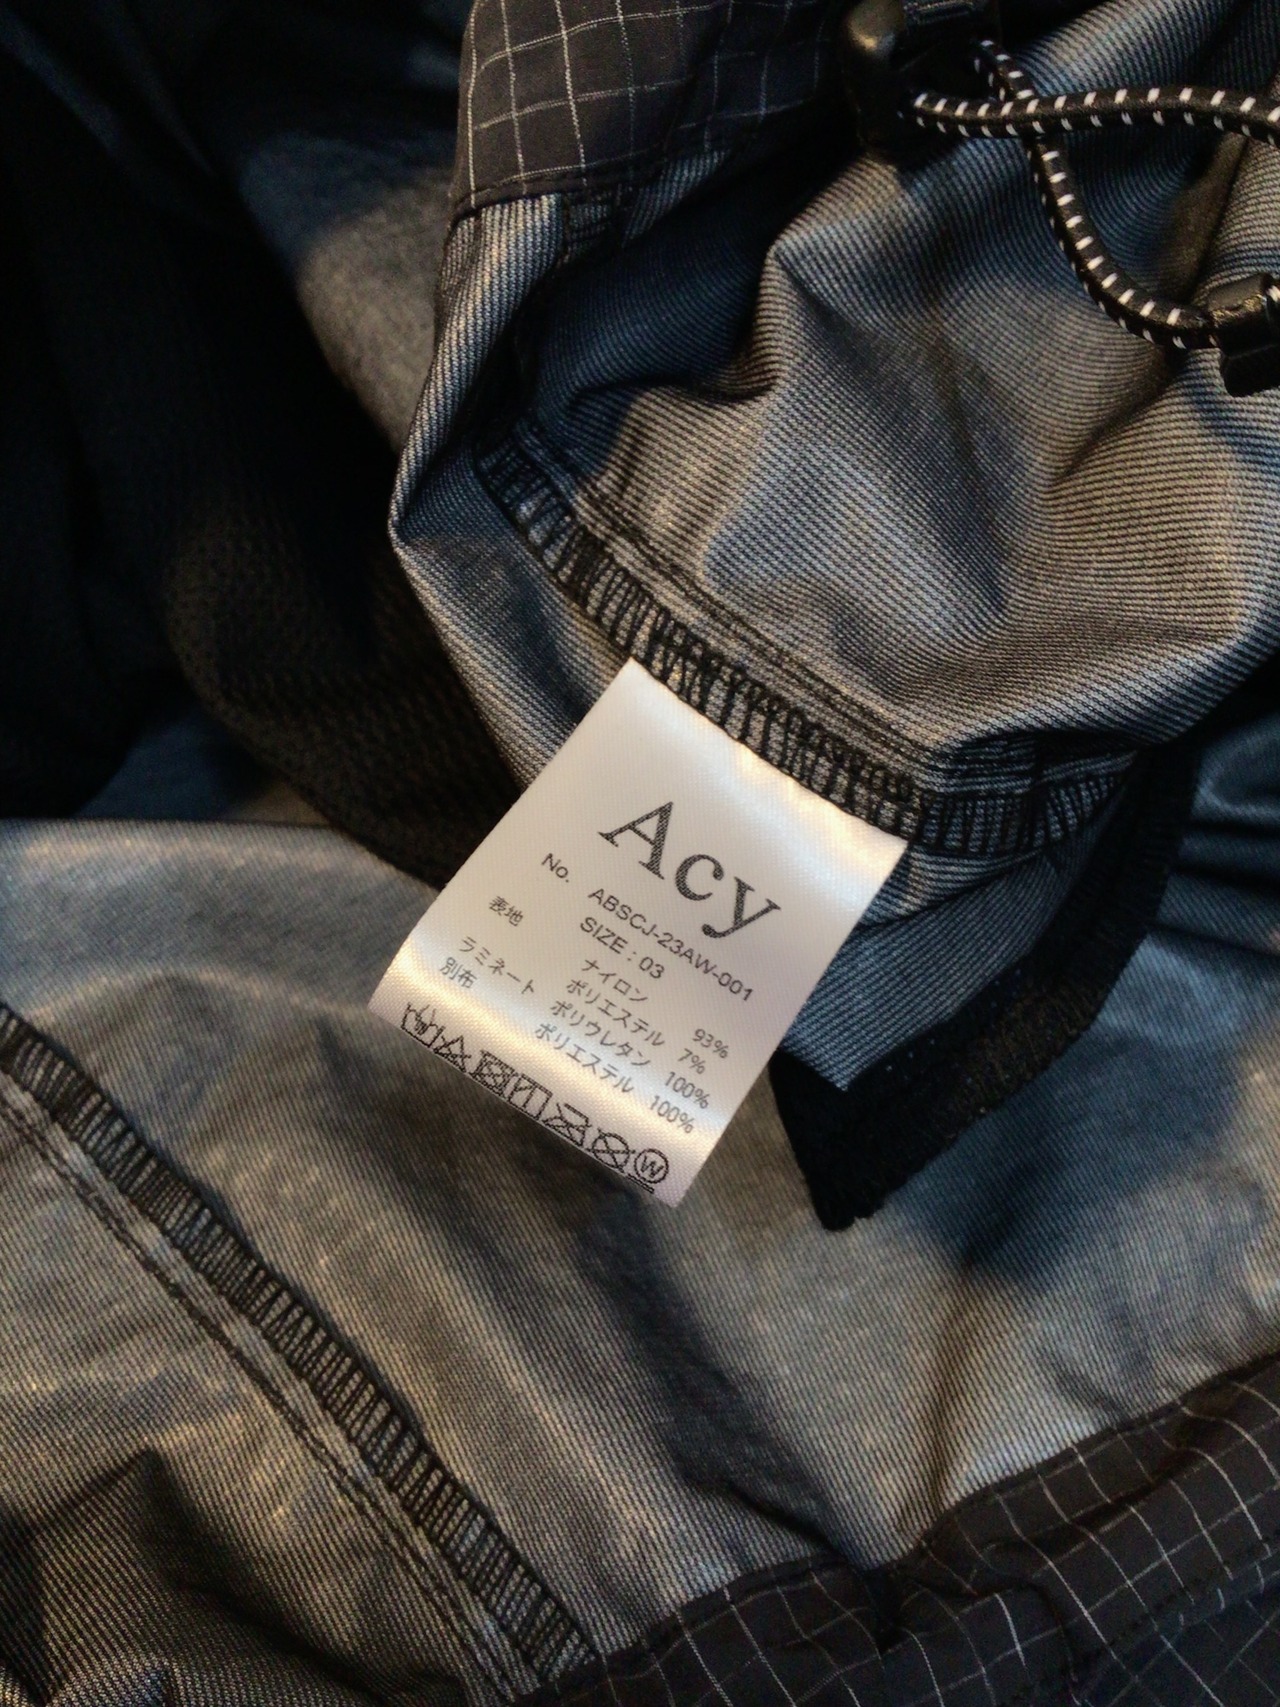 Acy
No. ABSCJ-23AW-001
SIZE : 03
表地 ナイロン 93%
ポリエステル 7%
ラミネート ポリウレタン 100%
別布 ポリエステル 100%
W